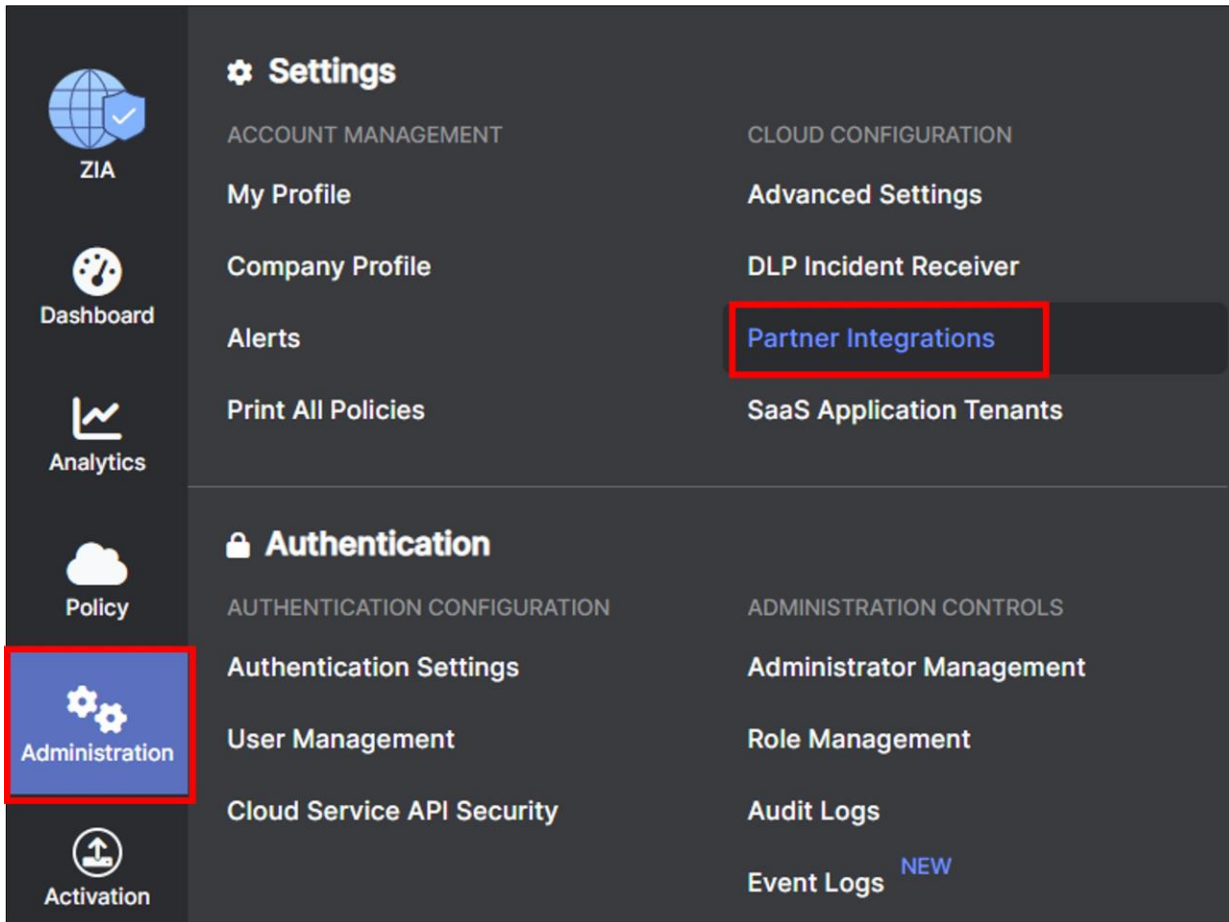 ZIA
Dashboard
Analytics
Policy
Administration
Activation
Settings
ACCOUNT MANAGEMENT
My Profile
Company Profile
Alerts
Print All Policies
CLOUD CONFIGURATION
Advanced Settings
DLP Incident Receiver
Partner Integrations
SaaS Application Tenants
Authentication
AUTHENTICATION CONFIGURATION
Authentication Settings
User Management
Cloud Service API Security
ADMINISTRATION CONTROLS
Administrator Management
Role Management
Audit Logs
Event Logs NEW